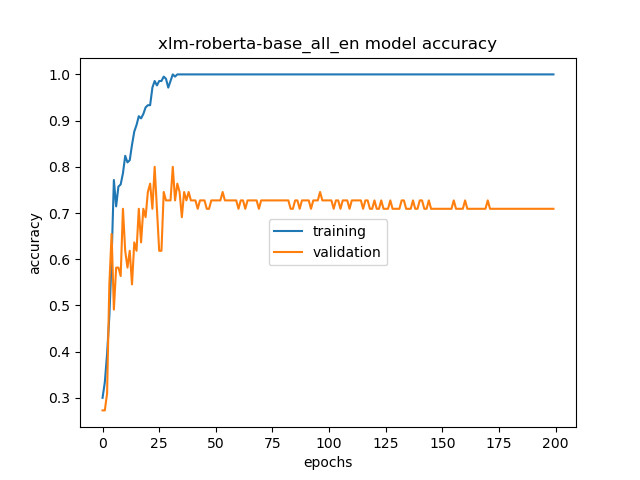 xlm-roberta-base_all_en model accuracy
1.0
0.9
0.8
0.7
0.6
0.5
0.4
0.3
accuracy
training
validation
0 25 50 75 100 125 150 175 200
epochs